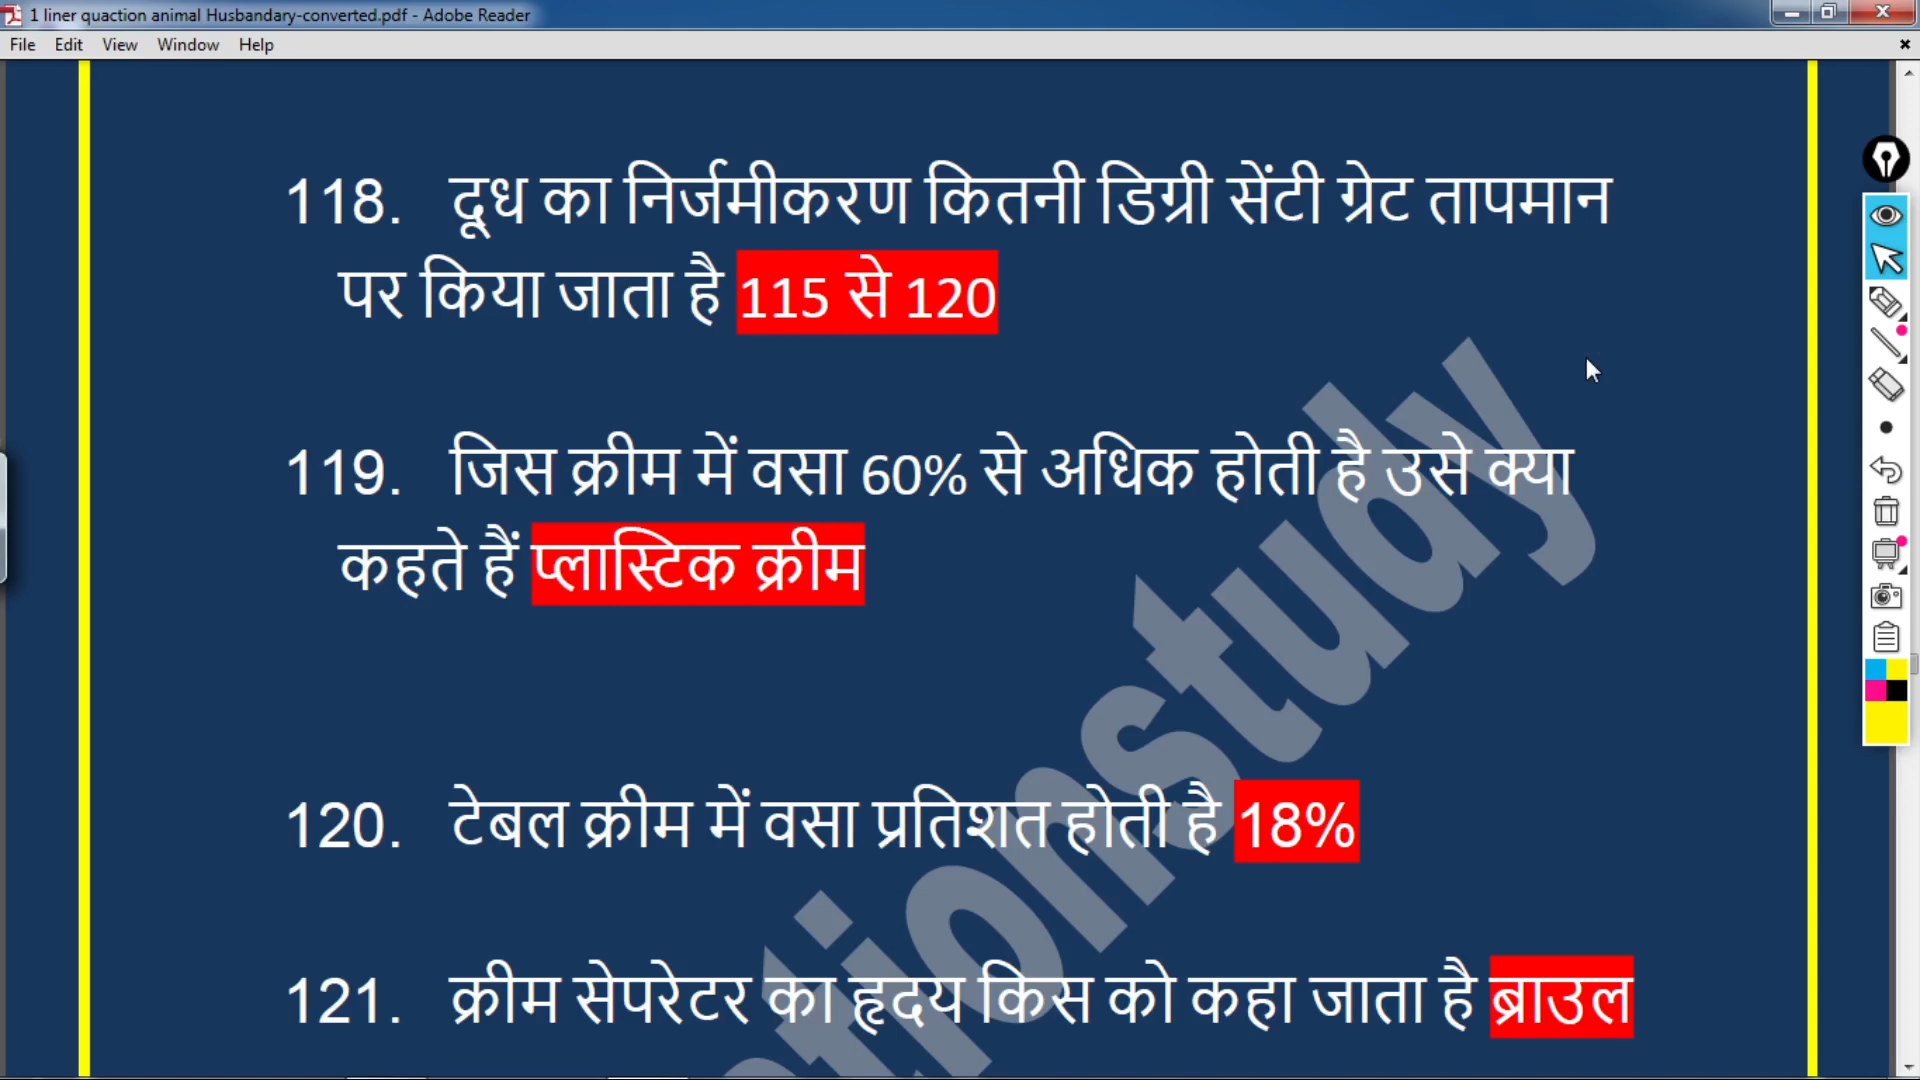 1 liner quaction animal Husbandary-converted.pdf - Adobe Reader
File Edit View Window Help
118. दूध का निर्जमीकरण कितनी डिग्री सेंटी ग्रेट तापमान
पर किया जाता है 115 से 120
119. जिस क्रीम में वसा 60% से अधिक होती है उसे क्या
कहते हैं प्लास्टिक क्रीम
120. टेबल क्रीम में वसा प्रतिशत होती है 18%
121. क्रीम सेपरेटर का हृदय किस को कहा जाता है ब्राउल
tionstudy